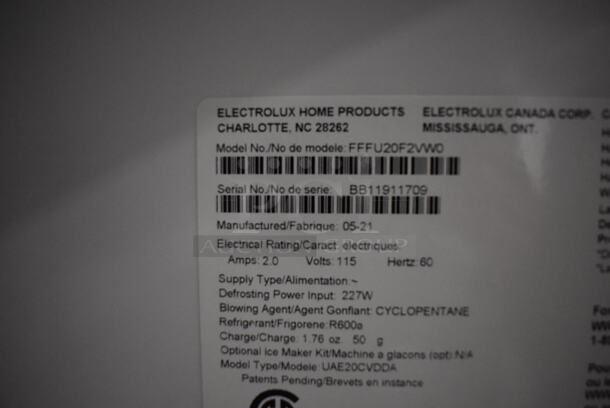 ELECTROLUX HOME PRODUCTS ELECTROLUX CANADA CORP.
CHARLOTTE, NC 28262 MISSISSAUGA, ONT.
Model No./No de modele: FFFU20F2VW0
Serial No./No de serie: BB11911709
Manufactured/Fabrique: 05-21
Electrical Rating/Caract. electriques:
Amps: 2.0 Volts: 115 Hertz: 60
Supply Type/Alimentation: ~
Defrosting Power Input: 227W
Blowing Agent/Agent Gonflant: CYCLOPENTANE
Refrigerant/Frigorene: R600a
Charge/Charge: 1.76 oz. 50 g
Optional Ice Maker Kit/Machine a glacons (opt): N/A
Model Type/Modele: UAE20CVDDA
Patents Pending/Brevets en instance